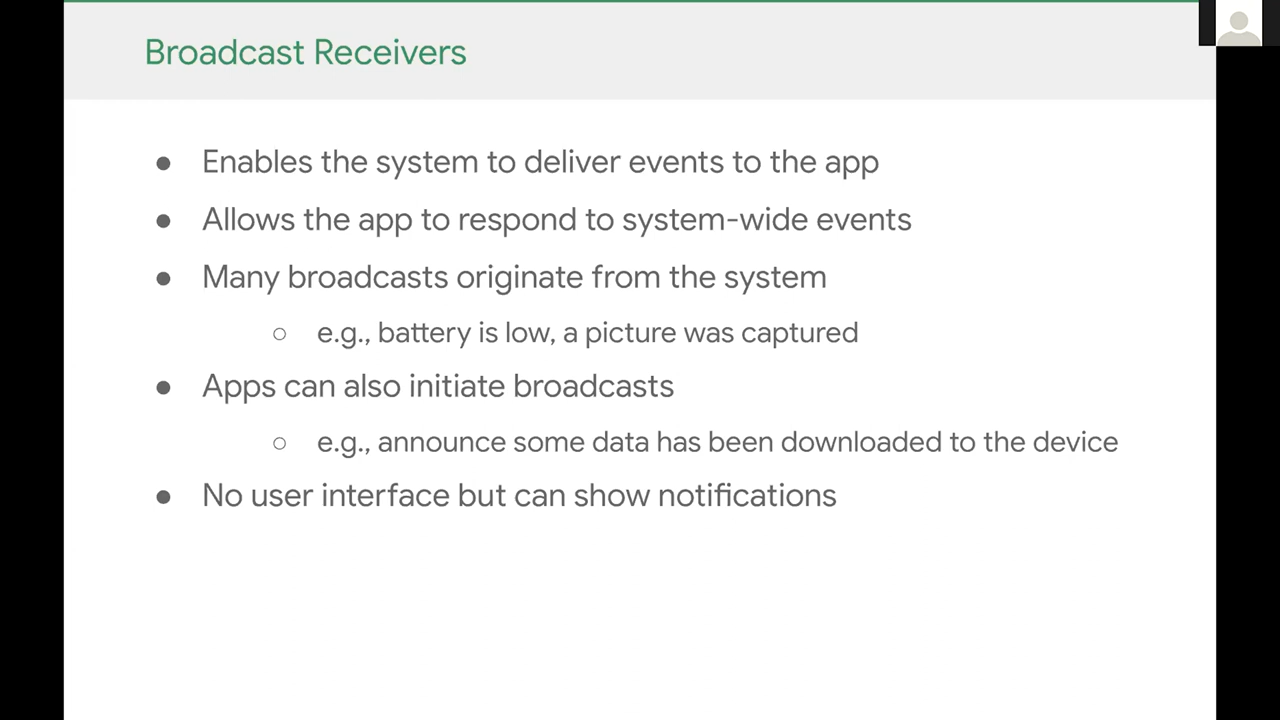 Broadcast Receivers
● Enables the system to deliver events to the app
● Allows the app to respond to system-wide events
● Many broadcasts originate from the system
○ e.g., battery is low, a picture was captured
● Apps can also initiate broadcasts
○ e.g., announce some data has been downloaded to the device
● No user interface but can show notifications